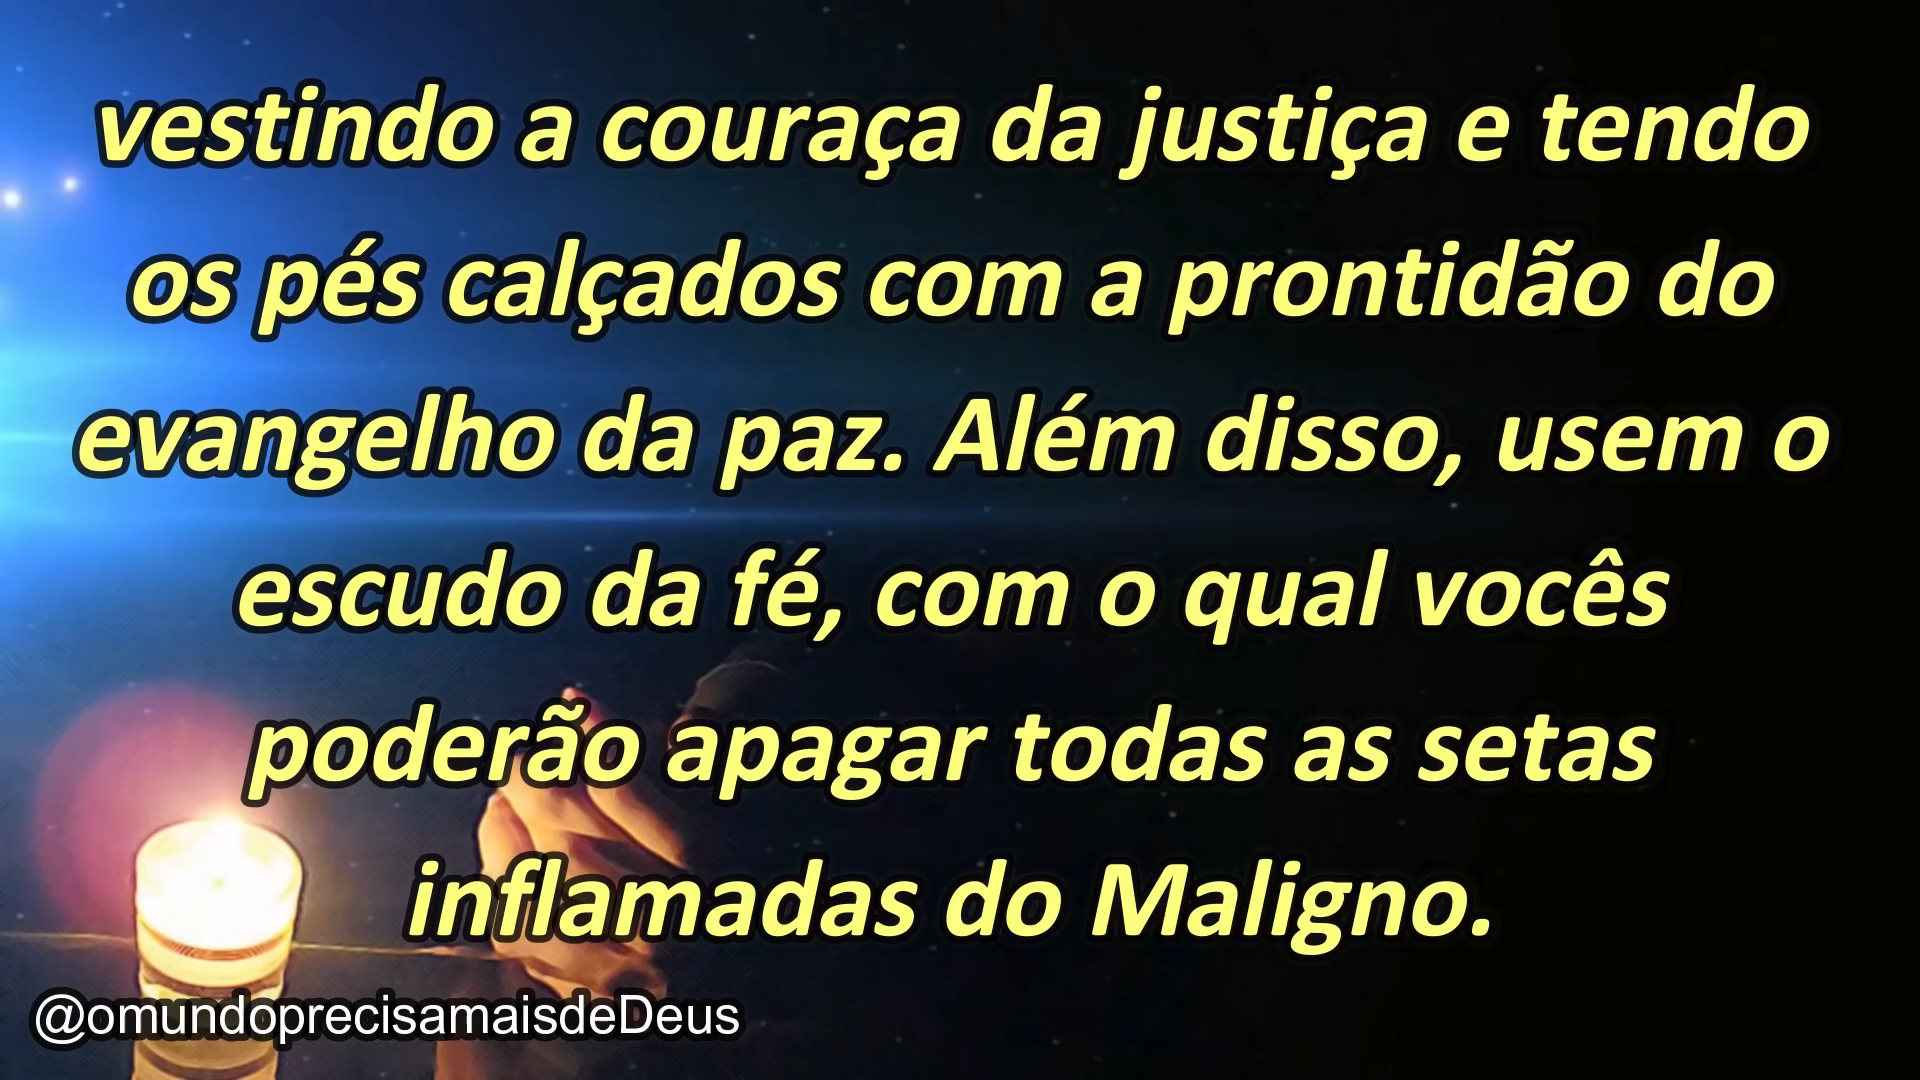 vestindo a couraça da justiça e tendo
os pés calçados com a prontidão do
evangelho da paz. Além disso, usem o
escudo da fé, com o qual vocês
poderão apagar todas as setas
inflamadas do Maligno.
@omundoprecisamaisdeDeus